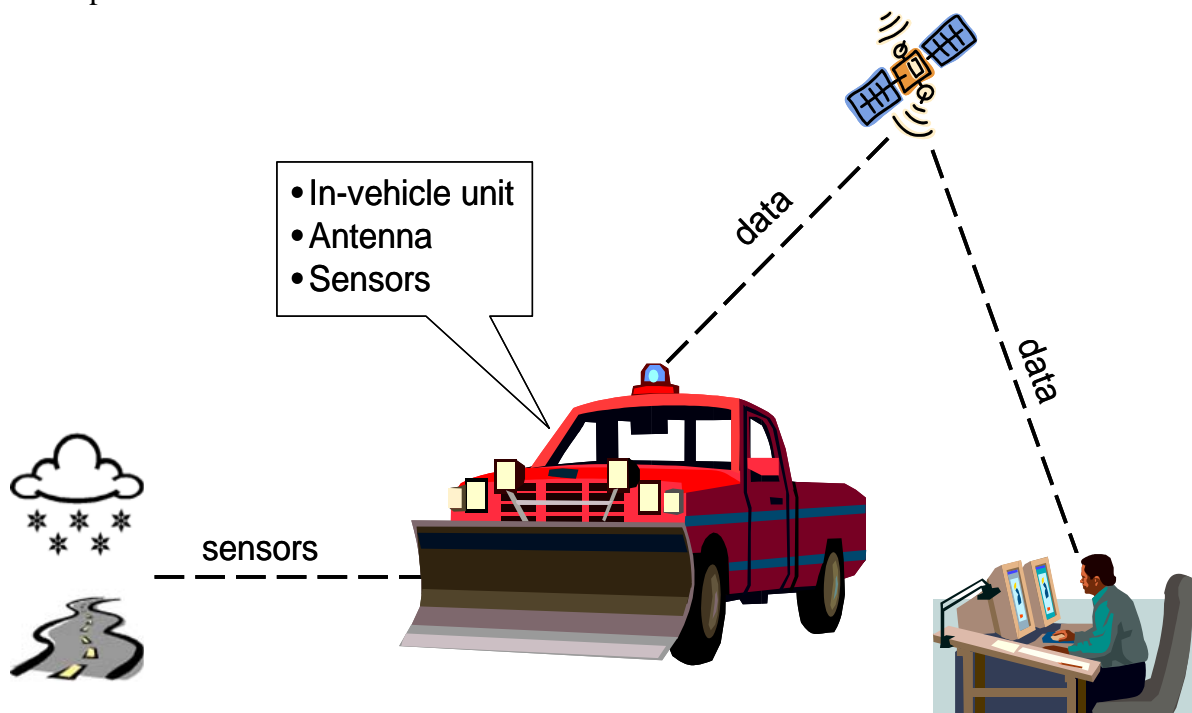 • In-vehicle unit
• Antenna
• Sensors
data
data
sensors